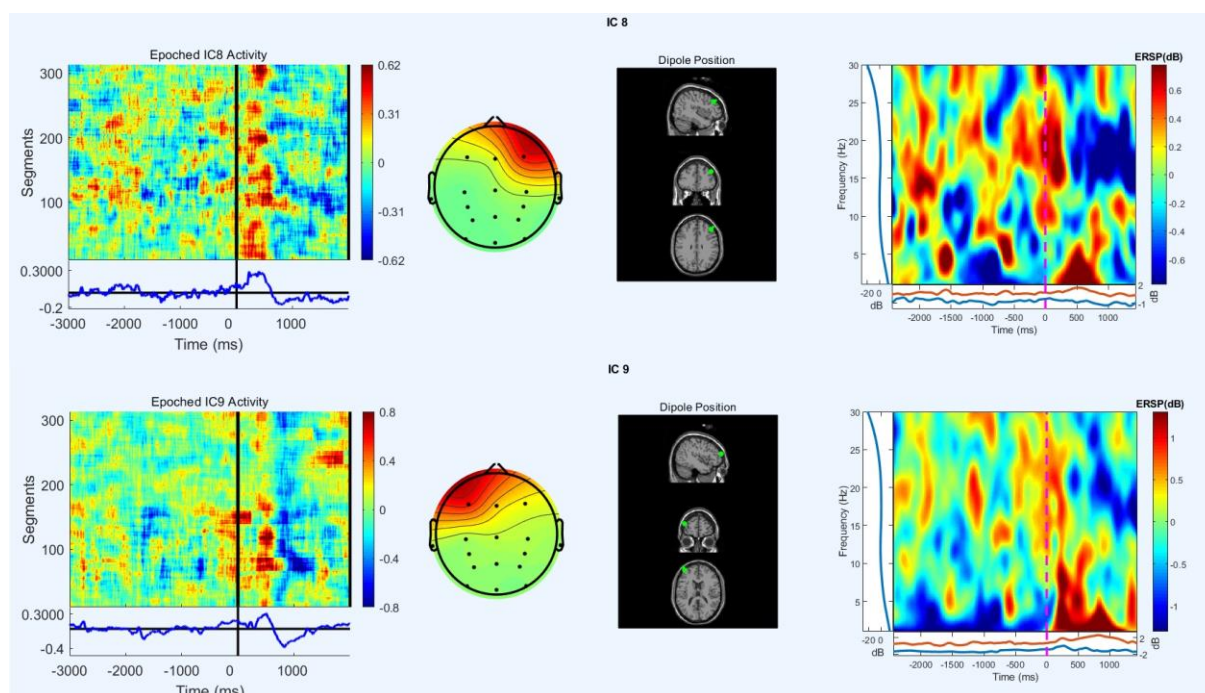 IC 8
Epoched IC8 Activity
Segments
300
200
100
0.62
0.31
0
-0.31
-0.62
0.3000
-0.2
-3000 -2000 -1000 0 1000
Time (ms)
Dipole Position
ERSP(dB)
Frequency (Hz)
30
25
20
15
10
5
0.6
0.4
0.2
0
-0.2
-0.4
-0.6
-20 0
dB
2
-1
dB
-2000 -1500 -1000 -500 0 500 1000
Time (ms)
IC 9
Epoched IC9 Activity
Segments
300
200
100
0.8
0.4
0
-0.4
-0.8
0.3000
-0.4
-3000 -2000 -1000 0 1000
Time (ms)
Dipole Position
ERSP(dB)
Frequency (Hz)
30
25
20
15
10
5
1
0.5
0
-0.5
-1
-20 0
dB
2
-2
dB
-2000 -1500 -1000 -500 0 500 1000
Time (ms)